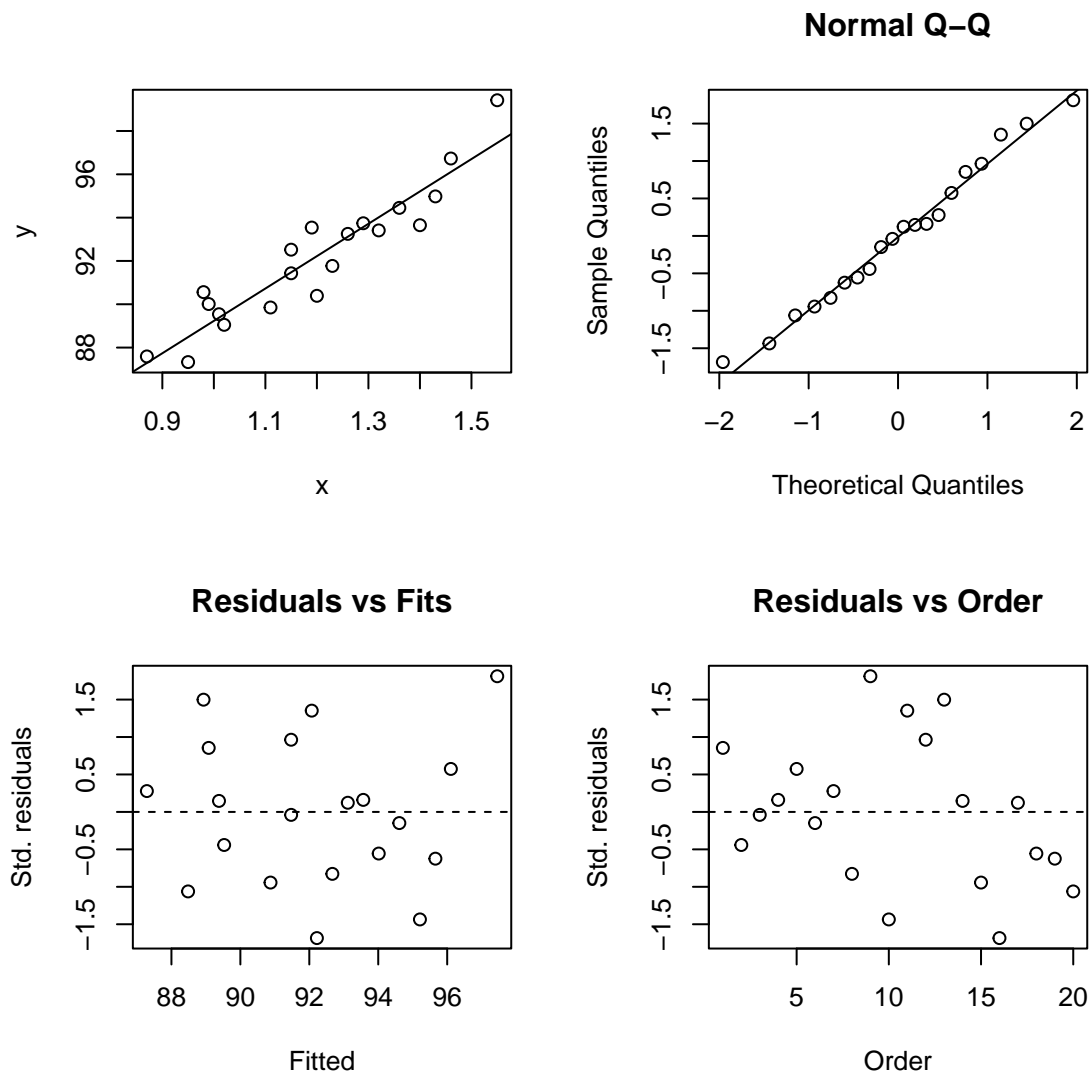 y
88 92 96
0.9 1.1 1.3 1.5
x
Normal Q−Q
Sample Quantiles
−1.5 −0.5 0.5 1.5
−2 −1 0 1 2
Theoretical Quantiles
Residuals vs Fits
Std. residuals
−1.5 −0.5 0.5 1.5
88 90 92 94 96
Fitted
Residuals vs Order
Std. residuals
−1.5 −0.5 0.5 1.5
5 10 15 20
Order